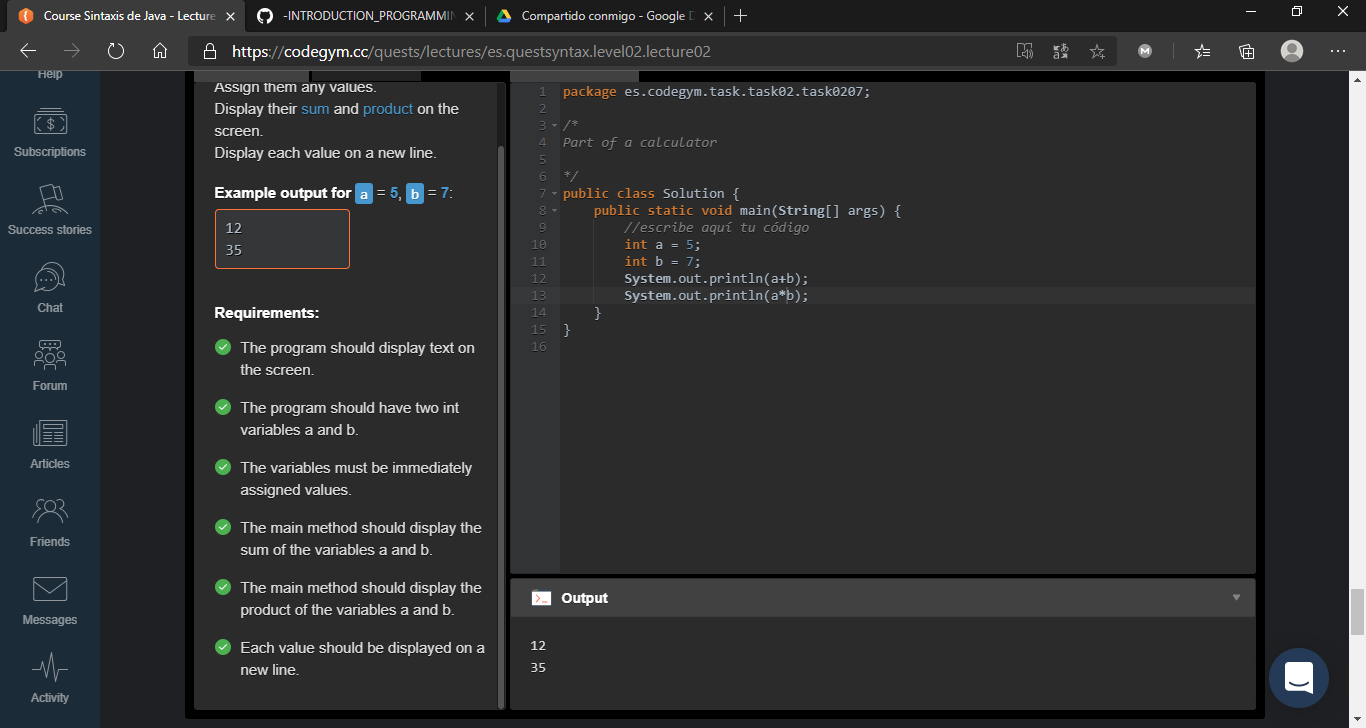 Course Sintaxis de Java - Lecture
-INTRODUCTION_PROGRAMMIN
Compartido conmigo - Google D
https://codegym.cc/quests/lectures/es.questsyntax.level02.lecture02
M
Help
Subscriptions
Success stories
Chat
Forum
Articles
Friends
Messages
Activity
Assign them any values.
Display their sum and product on the
screen.
Display each value on a new line.
Example output for a = 5, b = 7:
12
35
Requirements:
The program should display text on
the screen.
The program should have two int
variables a and b.
The variables must be immediately
assigned values.
The main method should display the
sum of the variables a and b.
The main method should display the
product of the variables a and b.
Each value should be displayed on a
new line.
1 package es.codegym.task.task02.task0207;
2
3 /*
4 Part of a calculator
5
6 */
7 public class Solution {
8 public static void main(String[] args) {
9 //escribe aquí tu código
10 int a = 5;
11 int b = 7;
12 System.out.println(a+b);
13 System.out.println(a*b);
14 }
15 }
16
Output
12
35